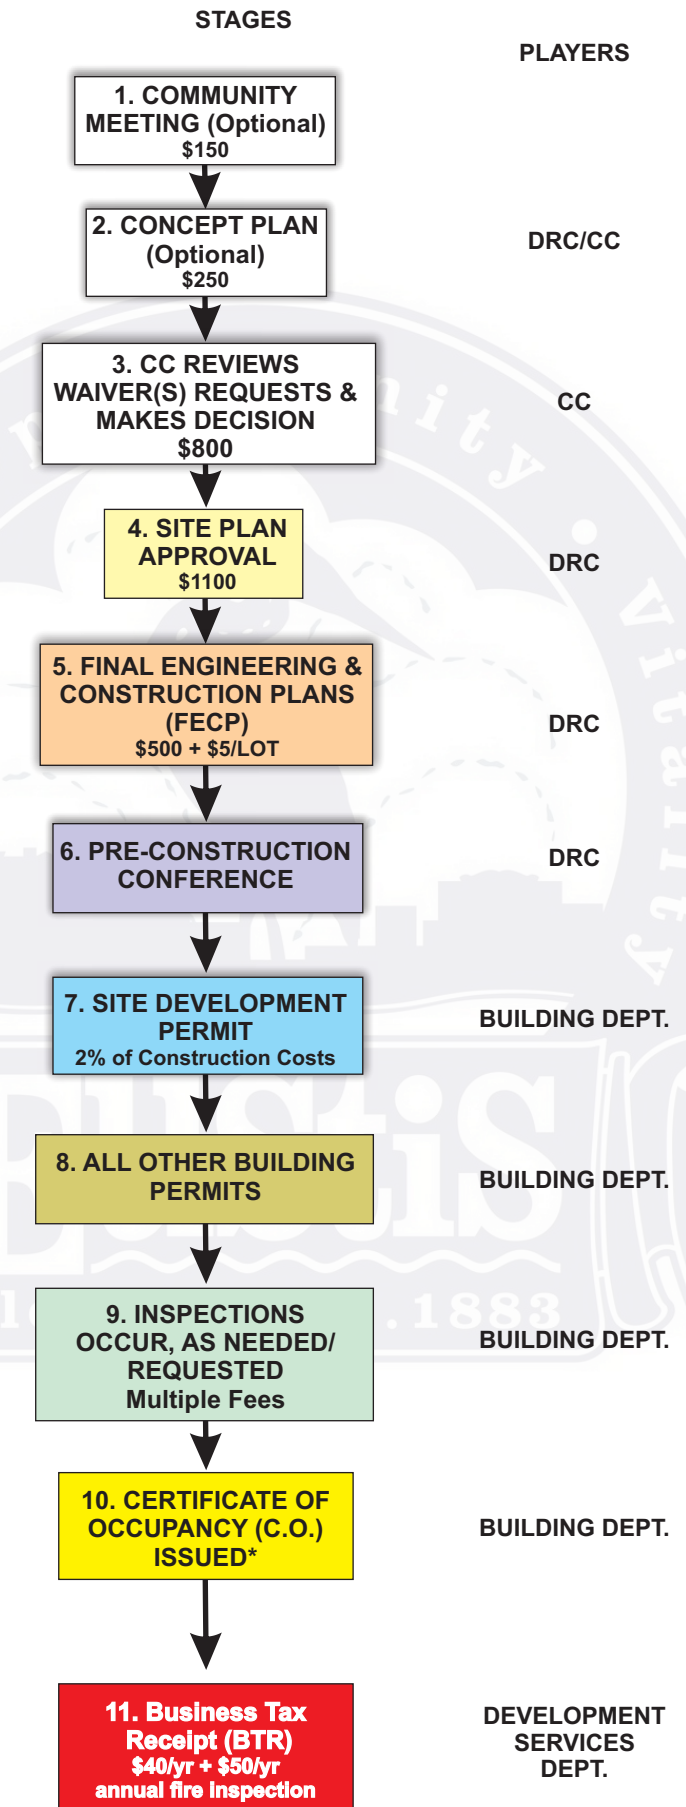 STAGES
PLAYERS
1. COMMUNITY
MEETING (Optional)
$150
2. CONCEPT PLAN
(Optional)
$250
DRC/CC
3. CC REVIEWS
WAIVER(S) REQUESTS &
MAKES DECISION
$800
CC
4. SITE PLAN
APPROVAL
$1100
DRC
5. FINAL ENGINEERING &
CONSTRUCTION PLANS
(FECP)
$500 + $5/LOT
DRC
6. PRE-CONSTRUCTION
CONFERENCE
DRC
7. SITE DEVELOPMENT
PERMIT
2% of Construction Costs
BUILDING DEPT.
8. ALL OTHER BUILDING
PERMITS
BUILDING DEPT.
9. INSPECTIONS
OCCUR, AS NEEDED/
REQUESTED
Multiple Fees
BUILDING DEPT.
10. CERTIFICATE OF
OCCUPANCY (C.O.)
ISSUED*
BUILDING DEPT.
11. Business Tax
Receipt (BTR)
$40/yr + $50/yr
annual fire inspection
DEVELOPMENT
SERVICES
DEPT.
Vitality
EUStiS
1883